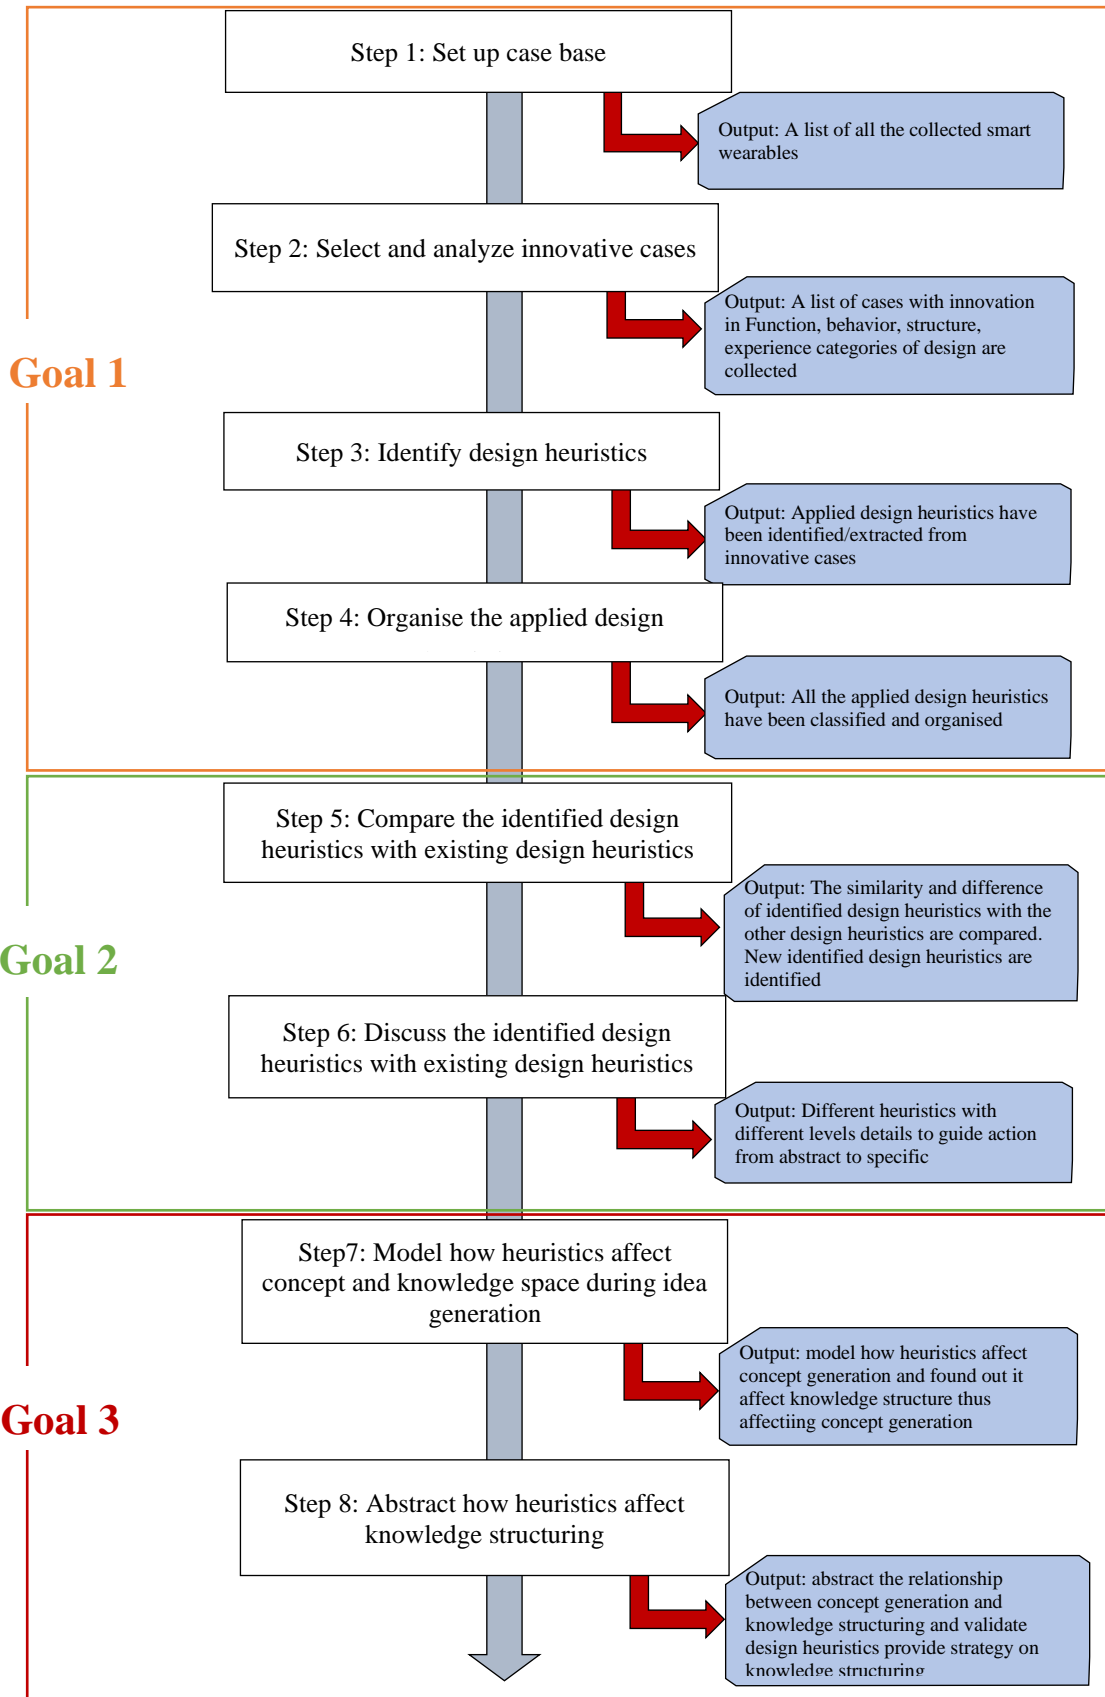 Step 1: Set up case base
Output: A list of all the collected smart
wearables
Step 2: Select and analyze innovative cases
Output: A list of cases with innovation
in Function, behavior, structure,
experience categories of design are
collected
Goal 1
Step 3: Identify design heuristics
Output: Applied design heuristics have
been identified/extracted from
innovative cases
Step 4: Organise the applied design
Output: All the applied design heuristics
have been classified and organised
Step 5: Compare the identified design
heuristics with existing design heuristics
Output: The similarity and difference
of identified design heuristics with the
other design heuristics are compared.
New identified design heuristics are
identified
Goal 2
Step 6: Discuss the identified design
heuristics with existing design heuristics
Output: Different heuristics with
different levels details to guide action
from abstract to specific
Step7: Model how heuristics affect
concept and knowledge space during idea
generation
Output: model how heuristics affect
concept generation and found out it
affect knowledge structure thus
affectiing concept generation
Goal 3
Step 8: Abstract how heuristics affect
knowledge structuring
Output: abstract the relationship
between concept generation and
knowledge structuring and validate
design heuristics provide strategy on
knowledge structuring